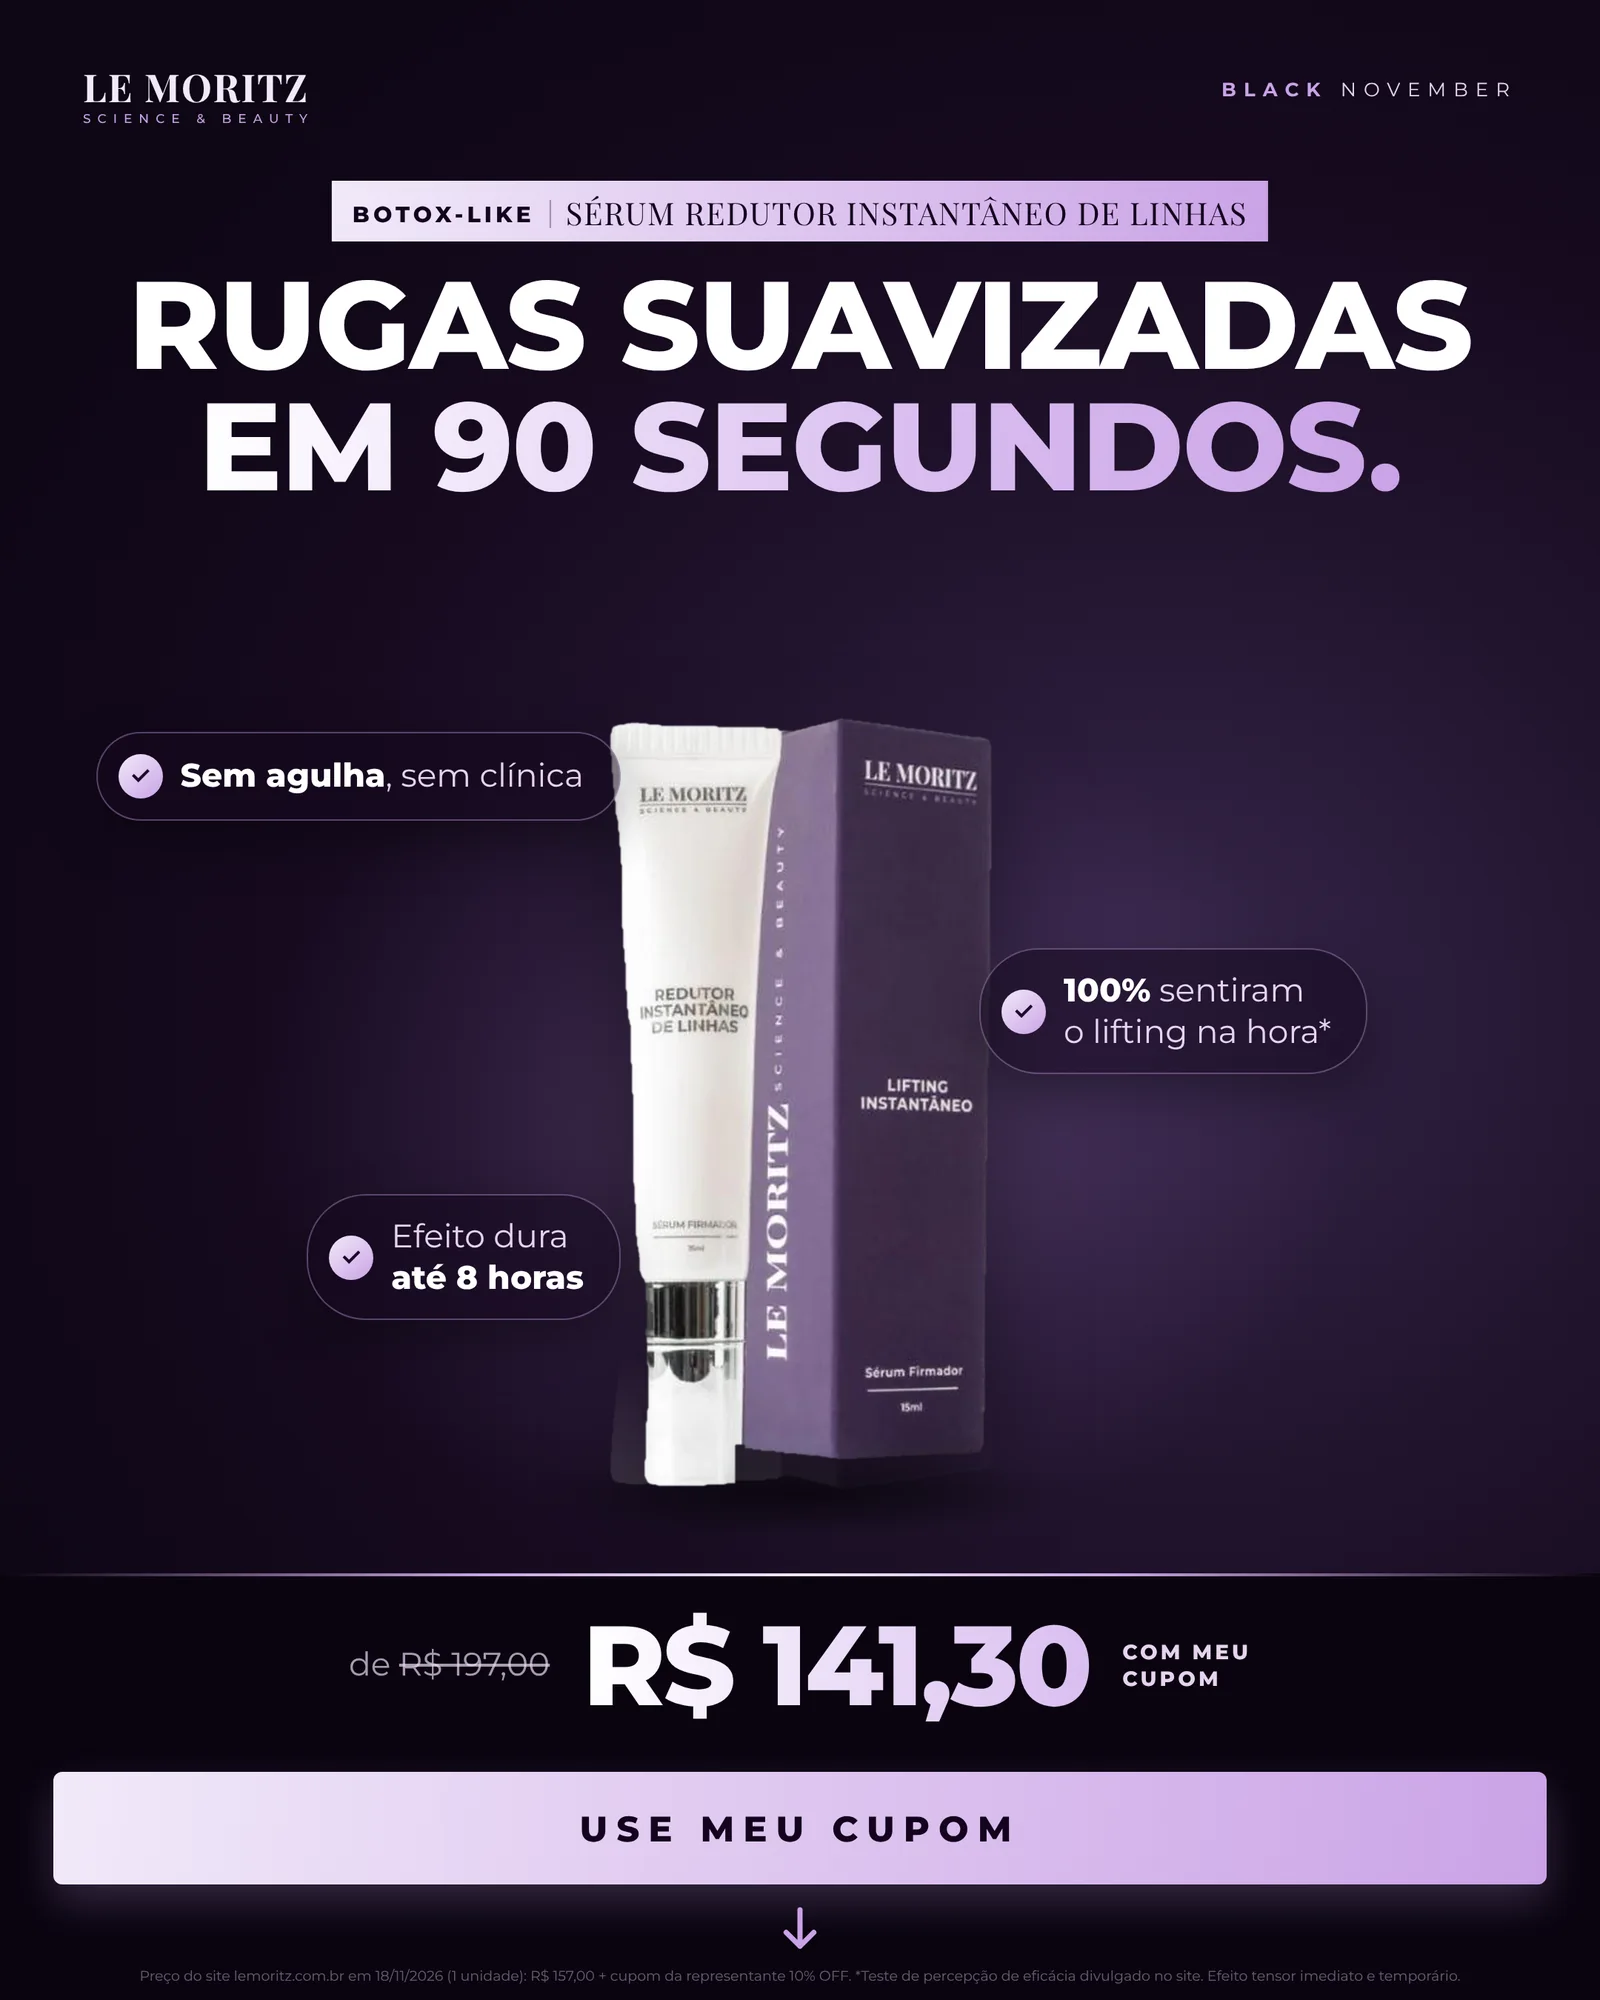 LE MORITZ
SCIENCE & BEAUTY
BLACK NOVEMBER
BOTOX-LIKE | SÉRUM REDUTOR INSTANTÂNEO DE LINHAS
RUGAS SUAVIZADAS
EM 90 SEGUNDOS.
Sem agulha, sem clínica
LE MORITZ
SCIENCE & BEAUTY
REDUTOR
INSTANTÂNEO
DE LINHAS
SÉRUM FIRMADOR
15ml
LE MORITZ SCIENCE & BEAUTY
LE MORITZ
SCIENCE & BEAUTY
LIFTING
INSTANTÂNEO
Sérum Firmador
15ml
100% sentiram
o lifting na hora*
Efeito dura
até 8 horas
de R$ 197,00
R$ 141,30
COM MEU
CUPOM
USE MEU CUPOM
Preço do site lemoritz.com.br em 18/11/2026 (1 unidade): R$ 157,00 + cupom da representante 10% OFF. *Teste de percepção de eficácia divulgado no site. Efeito tensor imediato e temporário.